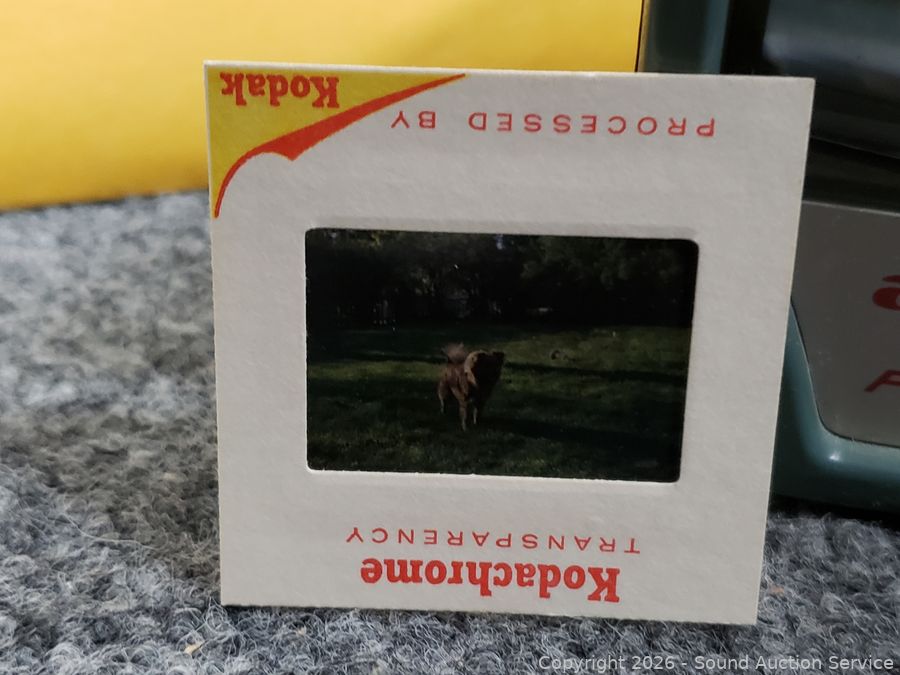 Kodachrome
TRANSPARENCY
PROCESSED BY
Kodak
Copyright 2026 - Sound Auction Service